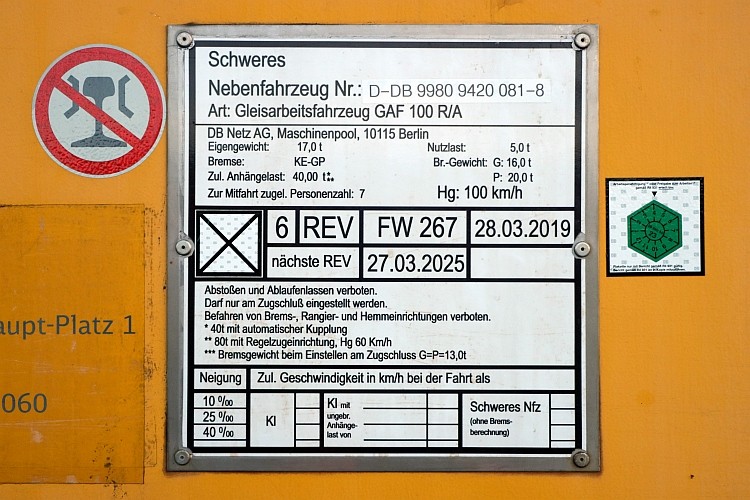 Schweres
Nebenfahrzeug Nr.: D-DB 9980 9420 081-8
Art: Gleisarbeitsfahrzeug GAF 100 R/A
DB Netz AG, Maschinenpool, 10115 Berlin
Eigengewicht: 17,0 t Nutzlast: 5,0 t
Bremse: KE-GP Br.-Gewicht: G: 16,0 t
Zul. Anhängelast: 40,00 t P: 20,0 t
Zur Mitfahrt zugel. Personenzahl: 7 Hg: 100 km/h
6 REV FW 267 28.03.2019
nächste REV 27.03.2025
Abstoßen und Ablaufenlassen verboten.
Darf nur am Zugschluß eingestellt werden.
Befahren von Brems-, Rangier- und Hemmeinrichtungen verboten.
* 40t mit automatischer Kupplung
** 80t mit Regelzugeinrichtung, Hg 60 Km/h
*** Bremsgewicht beim Einstellen am Zugschluss G=P=13,0t
Neigung Zul. Geschwindigkeit in km/h bei der Fahrt als
10 ‰
25 ‰
40 ‰
Kl
Kl mit
ungebr.
Anhänge-
last von
Schweres Nfz
(ohne Brems-
berechnung)
aupt-Platz 1
060